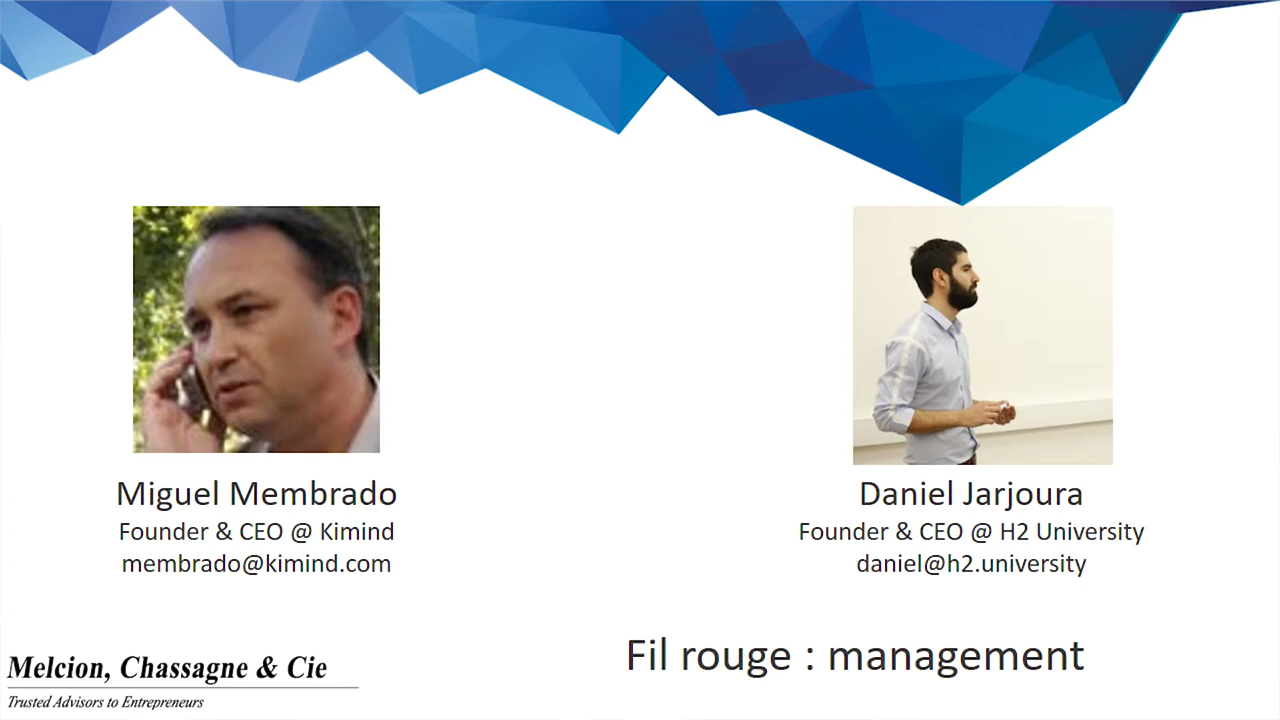 Miguel Membrado
Founder & CEO @ Kimind
membrado@kimind.com
Daniel Jarjoura
Founder & CEO @ H2 University
daniel@h2.university
Fil rouge : management
Melcion, Chassagne & Cie
Trusted Advisors to Entrepreneurs